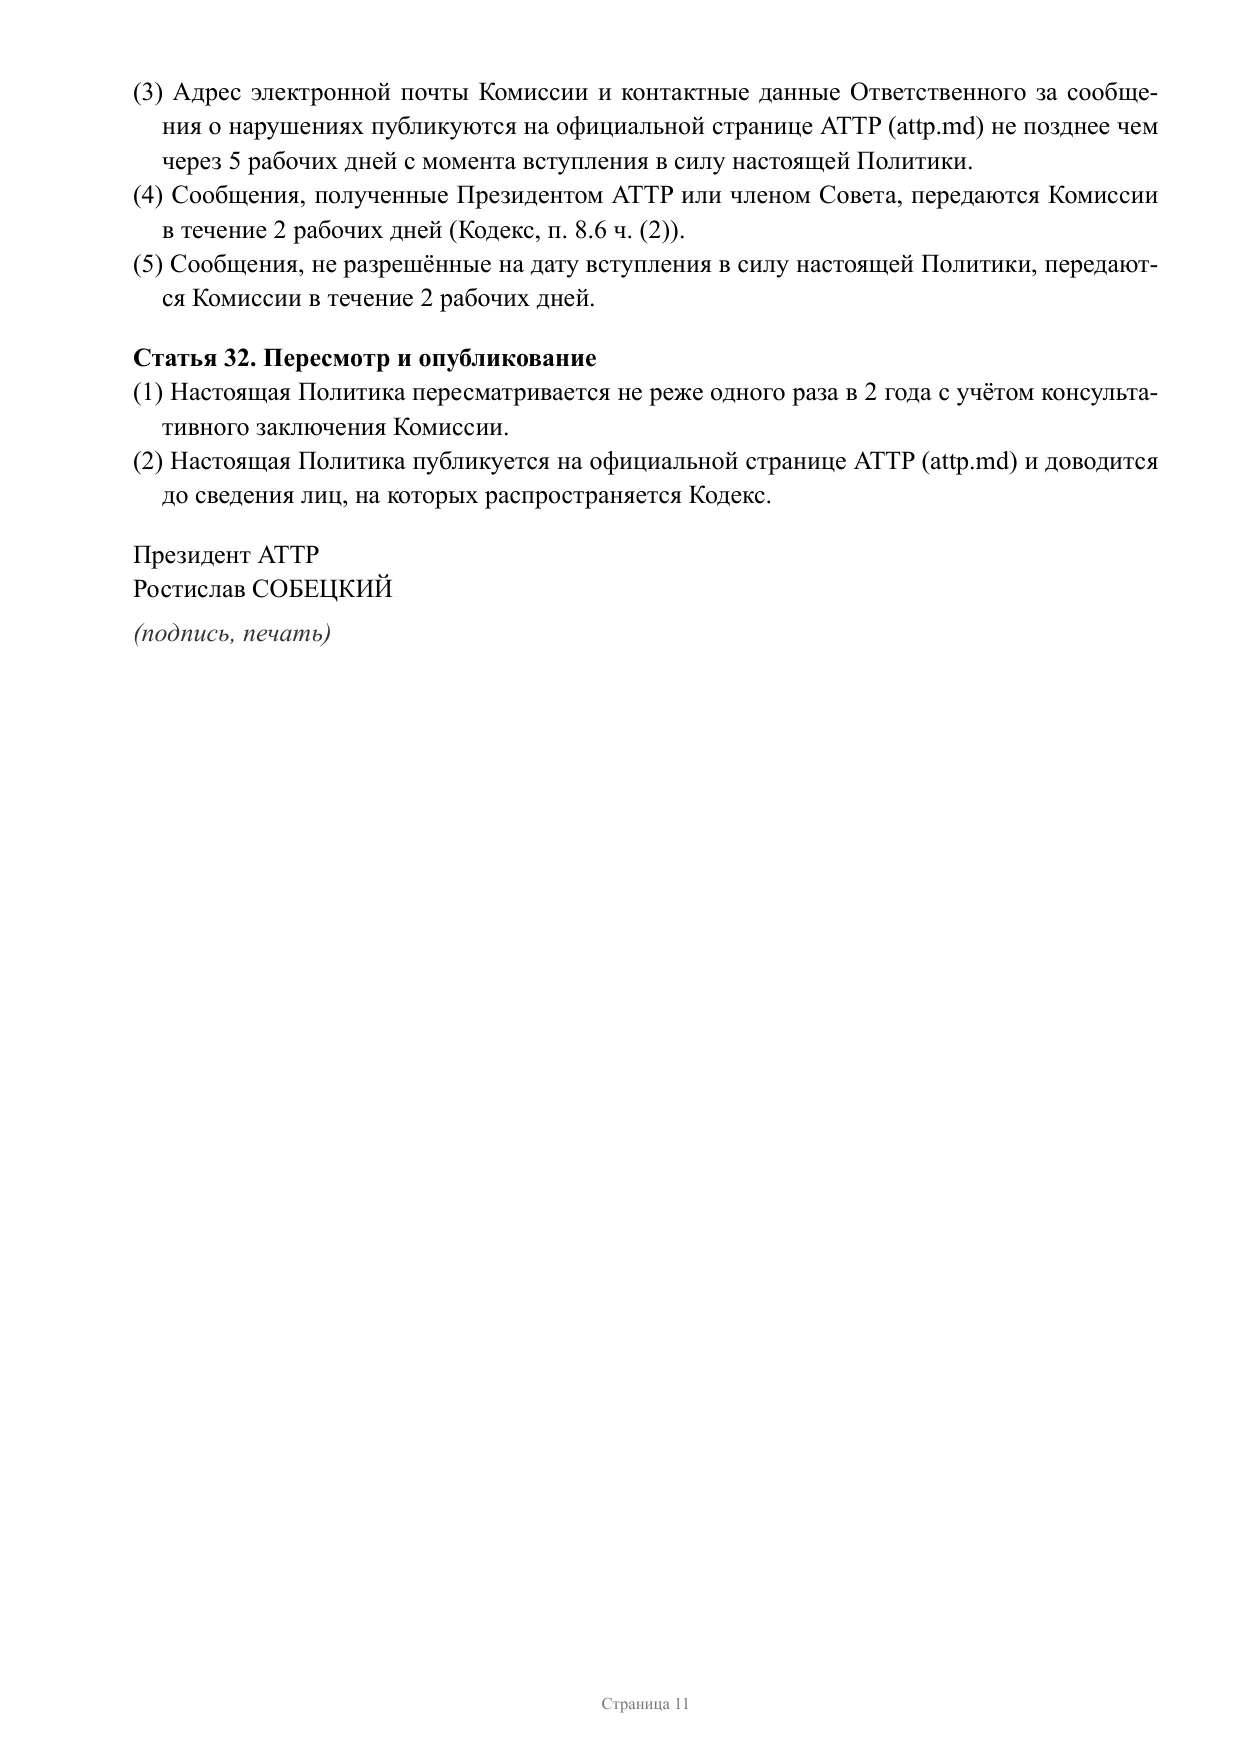 (3) Адрес электронной почты Комиссии и контактные данные Ответственного за сообще-
ния о нарушениях публикуются на официальной странице АТТР (attp.md) не позднее чем
через 5 рабочих дней с момента вступления в силу настоящей Политики.
(4) Сообщения, полученные Президентом АТТР или членом Совета, передаются Комиссии
в течение 2 рабочих дней (Кодекс, п. 8.6 ч. (2)).
(5) Сообщения, не разрешённые на дату вступления в силу настоящей Политики, передают-
ся Комиссии в течение 2 рабочих дней.
Статья 32. Пересмотр и опубликование
(1) Настоящая Политика пересматривается не реже одного раза в 2 года с учётом консульта-
тивного заключения Комиссии.
(2) Настоящая Политика публикуется на официальной странице АТТР (attp.md) и доводится
до сведения лиц, на которых распространяется Кодекс.
Президент АТТР
Ростислав СОБЕЦКИЙ
(подпись, печать)
Страница 11